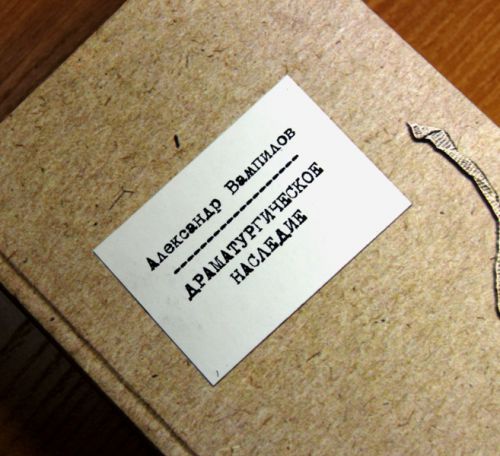 Александр Вампилов
------------------
ДРАМАТУРГИЧЕСКОЕ
НАСЛЕДИЕ